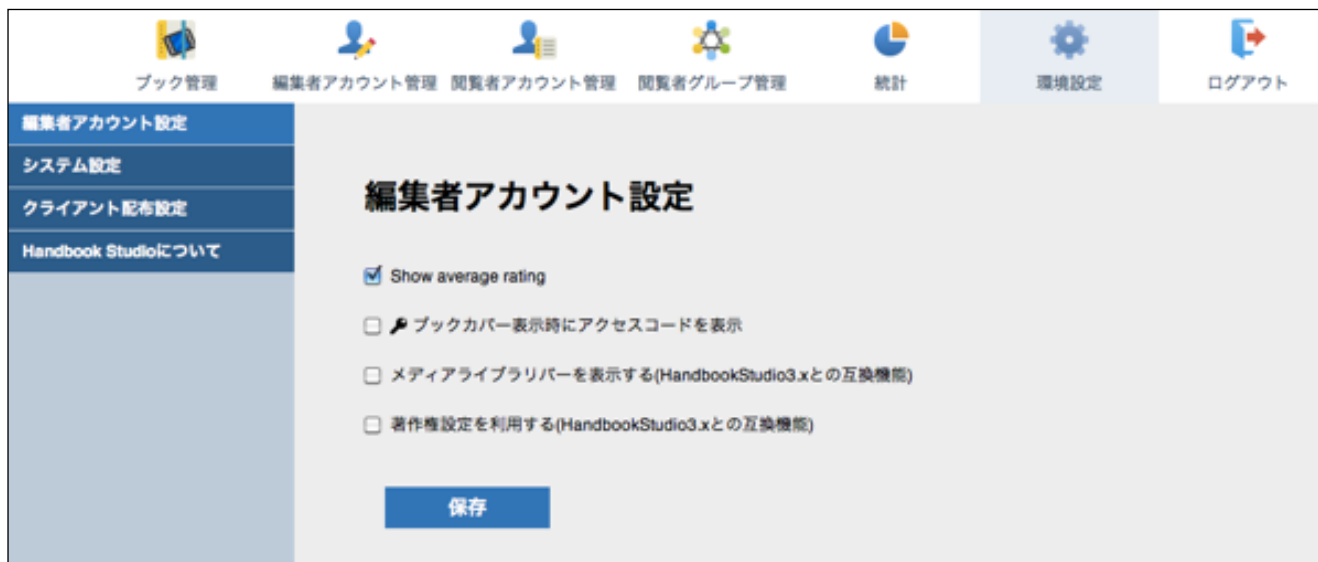 ブック管理 編集者アカウント管理 閲覧者アカウント管理 閲覧者グループ管理 統計 環境設定 ログアウト
編集者アカウント設定
システム設定
クライアント配布設定
Handbook Studioについて
編集者アカウント設定
Show average rating
ブックカバー表示時にアクセスコードを表示
メディアライブラリバーを表示する(HandbookStudio3.xとの互換機能)
著作権設定を利用する(HandbookStudio3.xとの互換機能)
保存